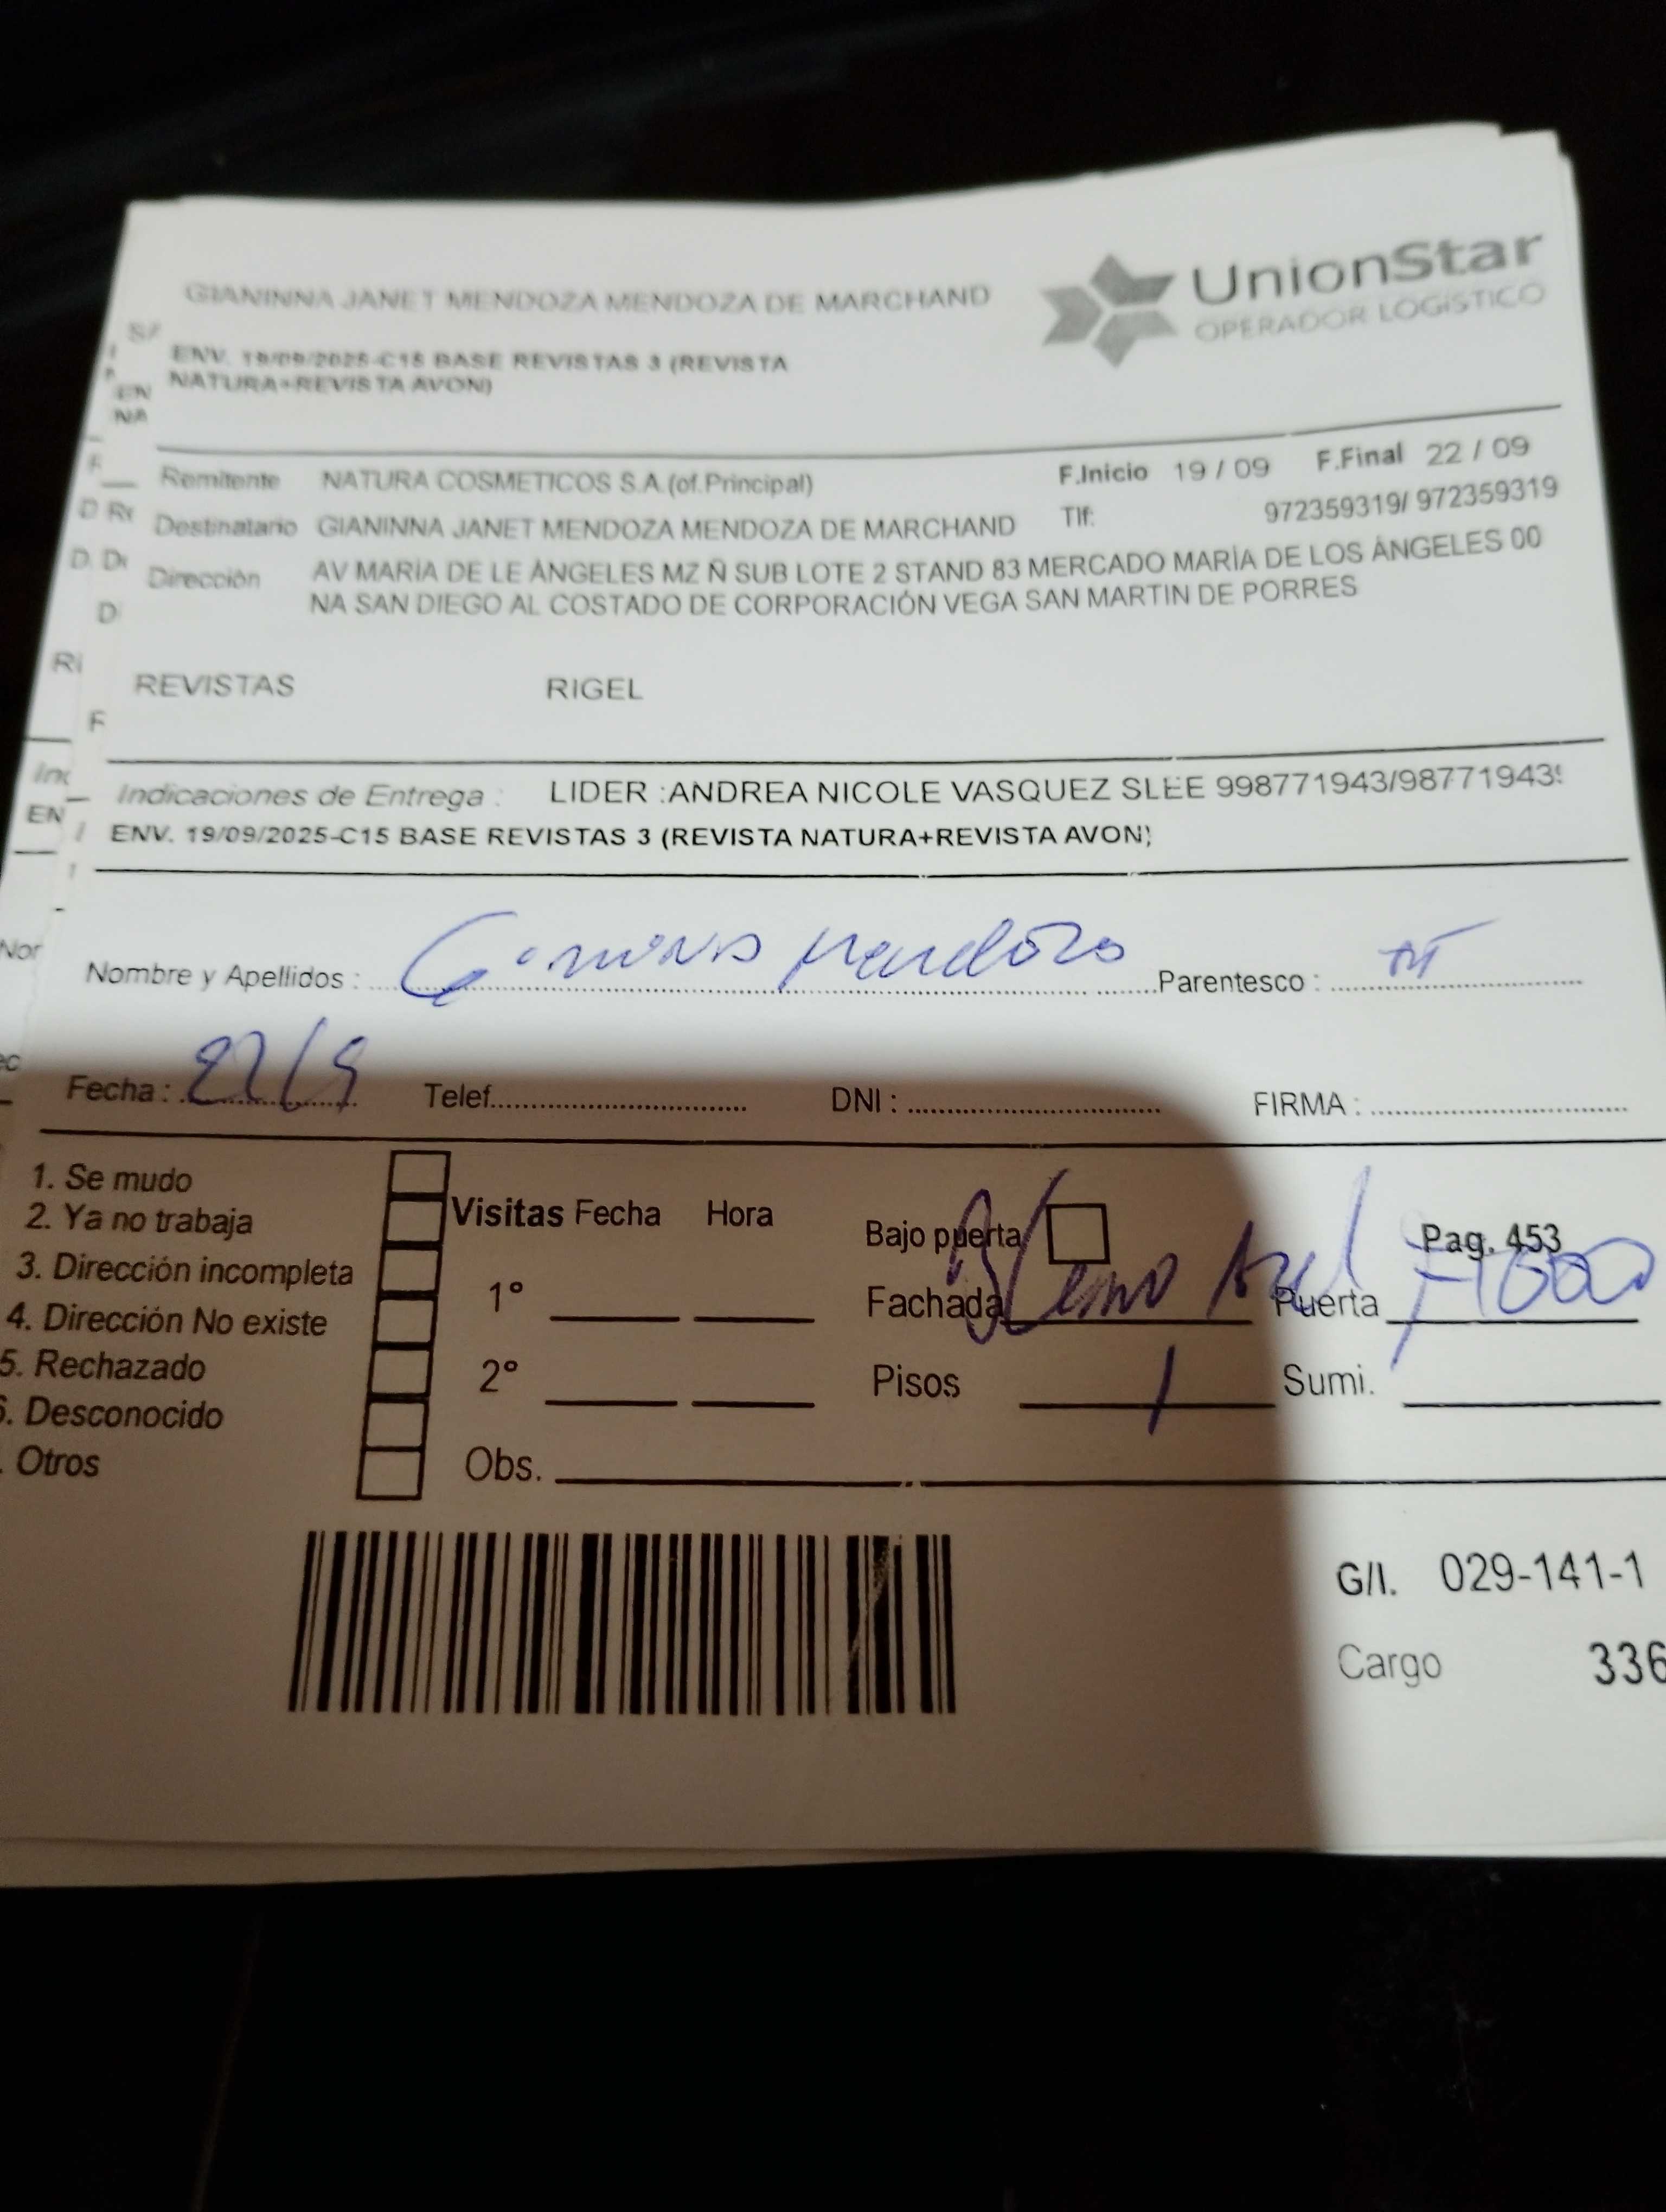 GIANINNA JANET MENDOZA MENDOZA DE MARCHAND
UnionStar
OPERADOR LOGÍSTICO
ENV. 19/09/2025-C15 BASE REVISTAS 3 (REVISTA
NATURA+REVISTA AVON)
Remitente NATURA COSMETICOS S.A.(of.Principal) F.Inicio 19 / 09 F.Final 22 / 09
Destinatario GIANINNA JANET MENDOZA MENDOZA DE MARCHAND Tlf: 972359319/ 972359319
Dirección AV MARÍA DE LE ÁNGELES MZ Ñ SUB LOTE 2 STAND 83 MERCADO MARÍA DE LOS ÁNGELES 00
NA SAN DIEGO AL COSTADO DE CORPORACIÓN VEGA SAN MARTIN DE PORRES
REVISTAS RIGEL
Indicaciones de Entrega : LIDER :ANDREA NICOLE VASQUEZ SLEE 998771943/98771943
ENV. 19/09/2025-C15 BASE REVISTAS 3 (REVISTA NATURA+REVISTA AVON)
Nombre y Apellidos : Mendoza Parentesco : TIT
Fecha : 22/9 Telef. DNI : FIRMA :
1. Se mudo
2. Ya no trabaja
3. Dirección incompleta
4. Dirección No existe
5. Rechazado
6. Desconocido
. Otros
Visitas Fecha Hora
1°
2°
Obs.
Bajo puerta Pag. 453
Fachada Puerta
Pisos 1 Sumi.
G/I. 029-141-1
Cargo 336